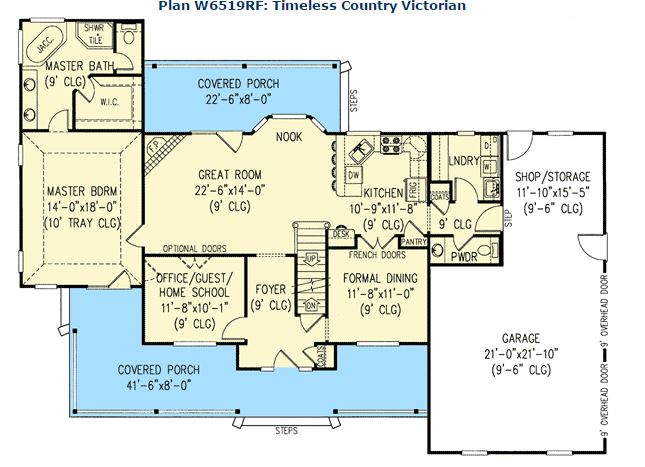 Plan W6519RF: Timeless Country Victorian
JACC.
SHWR
TILE
MASTER BATH
(9' CLG)
W.I.C.
COVERED PORCH
22'-6"x8'-0"
STEPS
NOOK
F.P.
GREAT ROOM
22'-6"x14'-0"
(9' CLG)
MASTER BDRM
14'-0"x18'-0"
(10' TRAY CLG)
OPTIONAL DOORS
DW
KITCHEN
10'-9"x11'-8"
(9' CLG)
FRIG
DESK
PANTRY
FRENCH DOORS
LNDRY
D
W
COATS
9' CLG
STEP
PWDR
SHOP/STORAGE
11'-10"x15'-5"
(9'-6" CLG)
OFFICE/GUEST/
HOME SCHOOL
11'-8"x10'-1"
(9' CLG)
FOYER
(9' CLG)
UP
DN
FORMAL DINING
11'-8"x11'-0"
(9' CLG)
COATS
GARAGE
21'-0"x21'-10"
(9'-6" CLG)
9' OVERHEAD DOOR
9' OVERHEAD DOOR
COVERED PORCH
41'-6"x8'-0"
STEPS